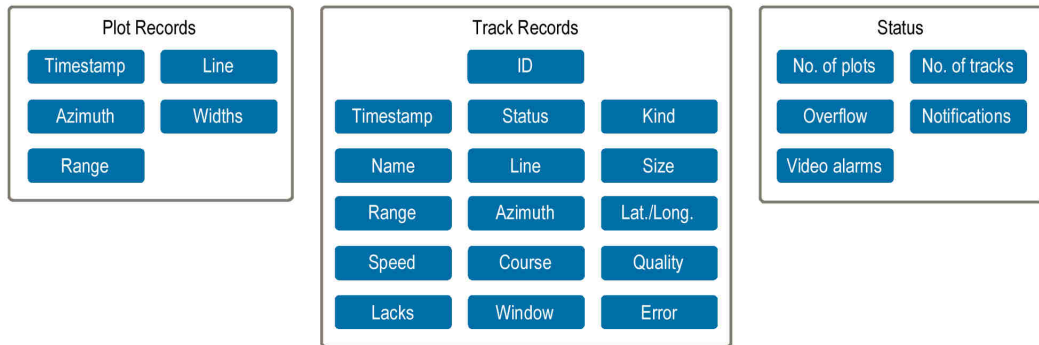 Plot Records
Timestamp Line
Azimuth Widths
Range
Track Records
ID
Timestamp Status Kind
Name Line Size
Range Azimuth Lat./Long.
Speed Course Quality
Lacks Window Error
Status
No. of plots No. of tracks
Overflow Notifications
Video alarms